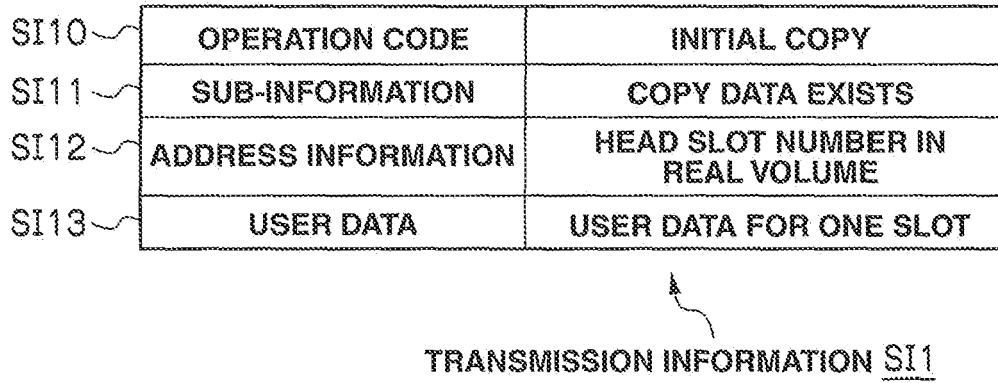 SI10 OPERATION CODE INITIAL COPY
SI11 SUB-INFORMATION COPY DATA EXISTS
SI12 ADDRESS INFORMATION HEAD SLOT NUMBER IN
REAL VOLUME
SI13 USER DATA USER DATA FOR ONE SLOT
TRANSMISSION INFORMATION SI1